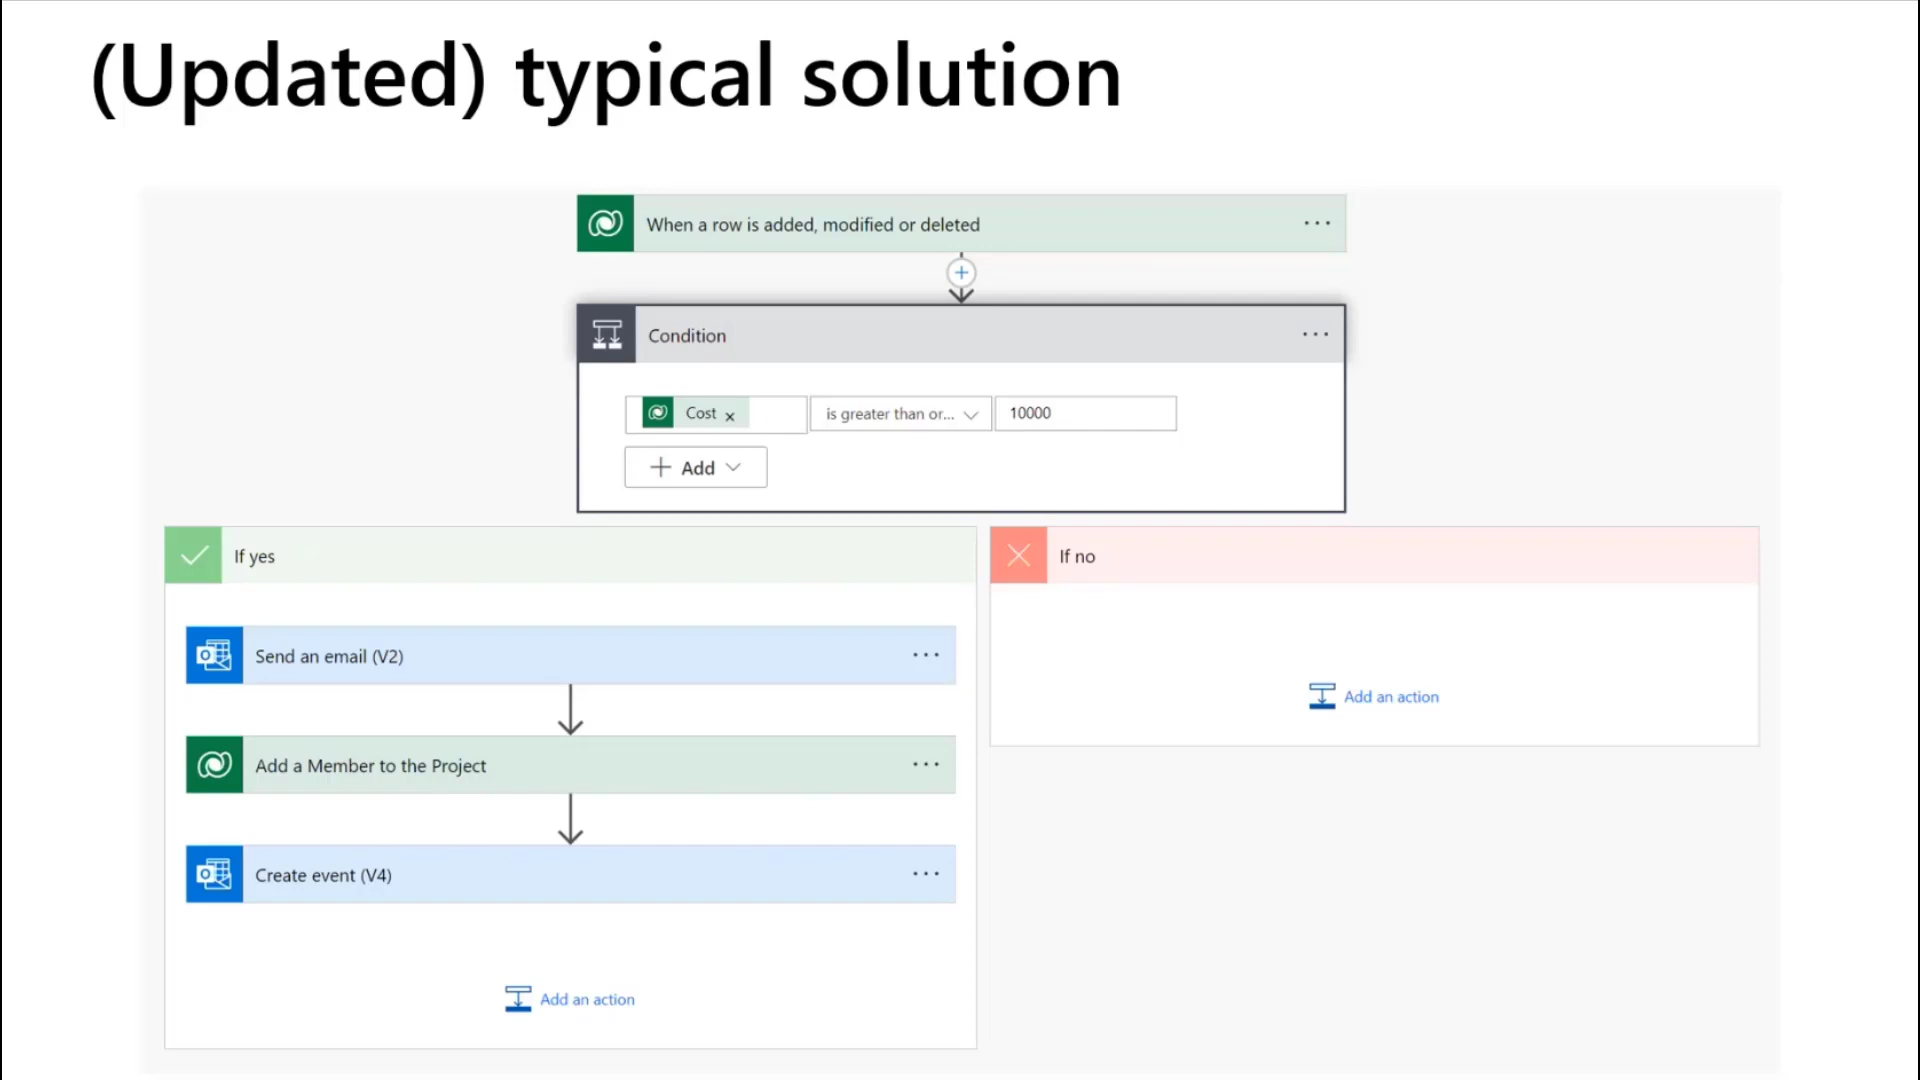 (Updated) typical solution
When a row is added, modified or deleted
Condition
Cost
is greater than or...
10000
Add
If yes
If no
Send an email (V2)
Add an action
Add a Member to the Project
Create event (V4)
Add an action